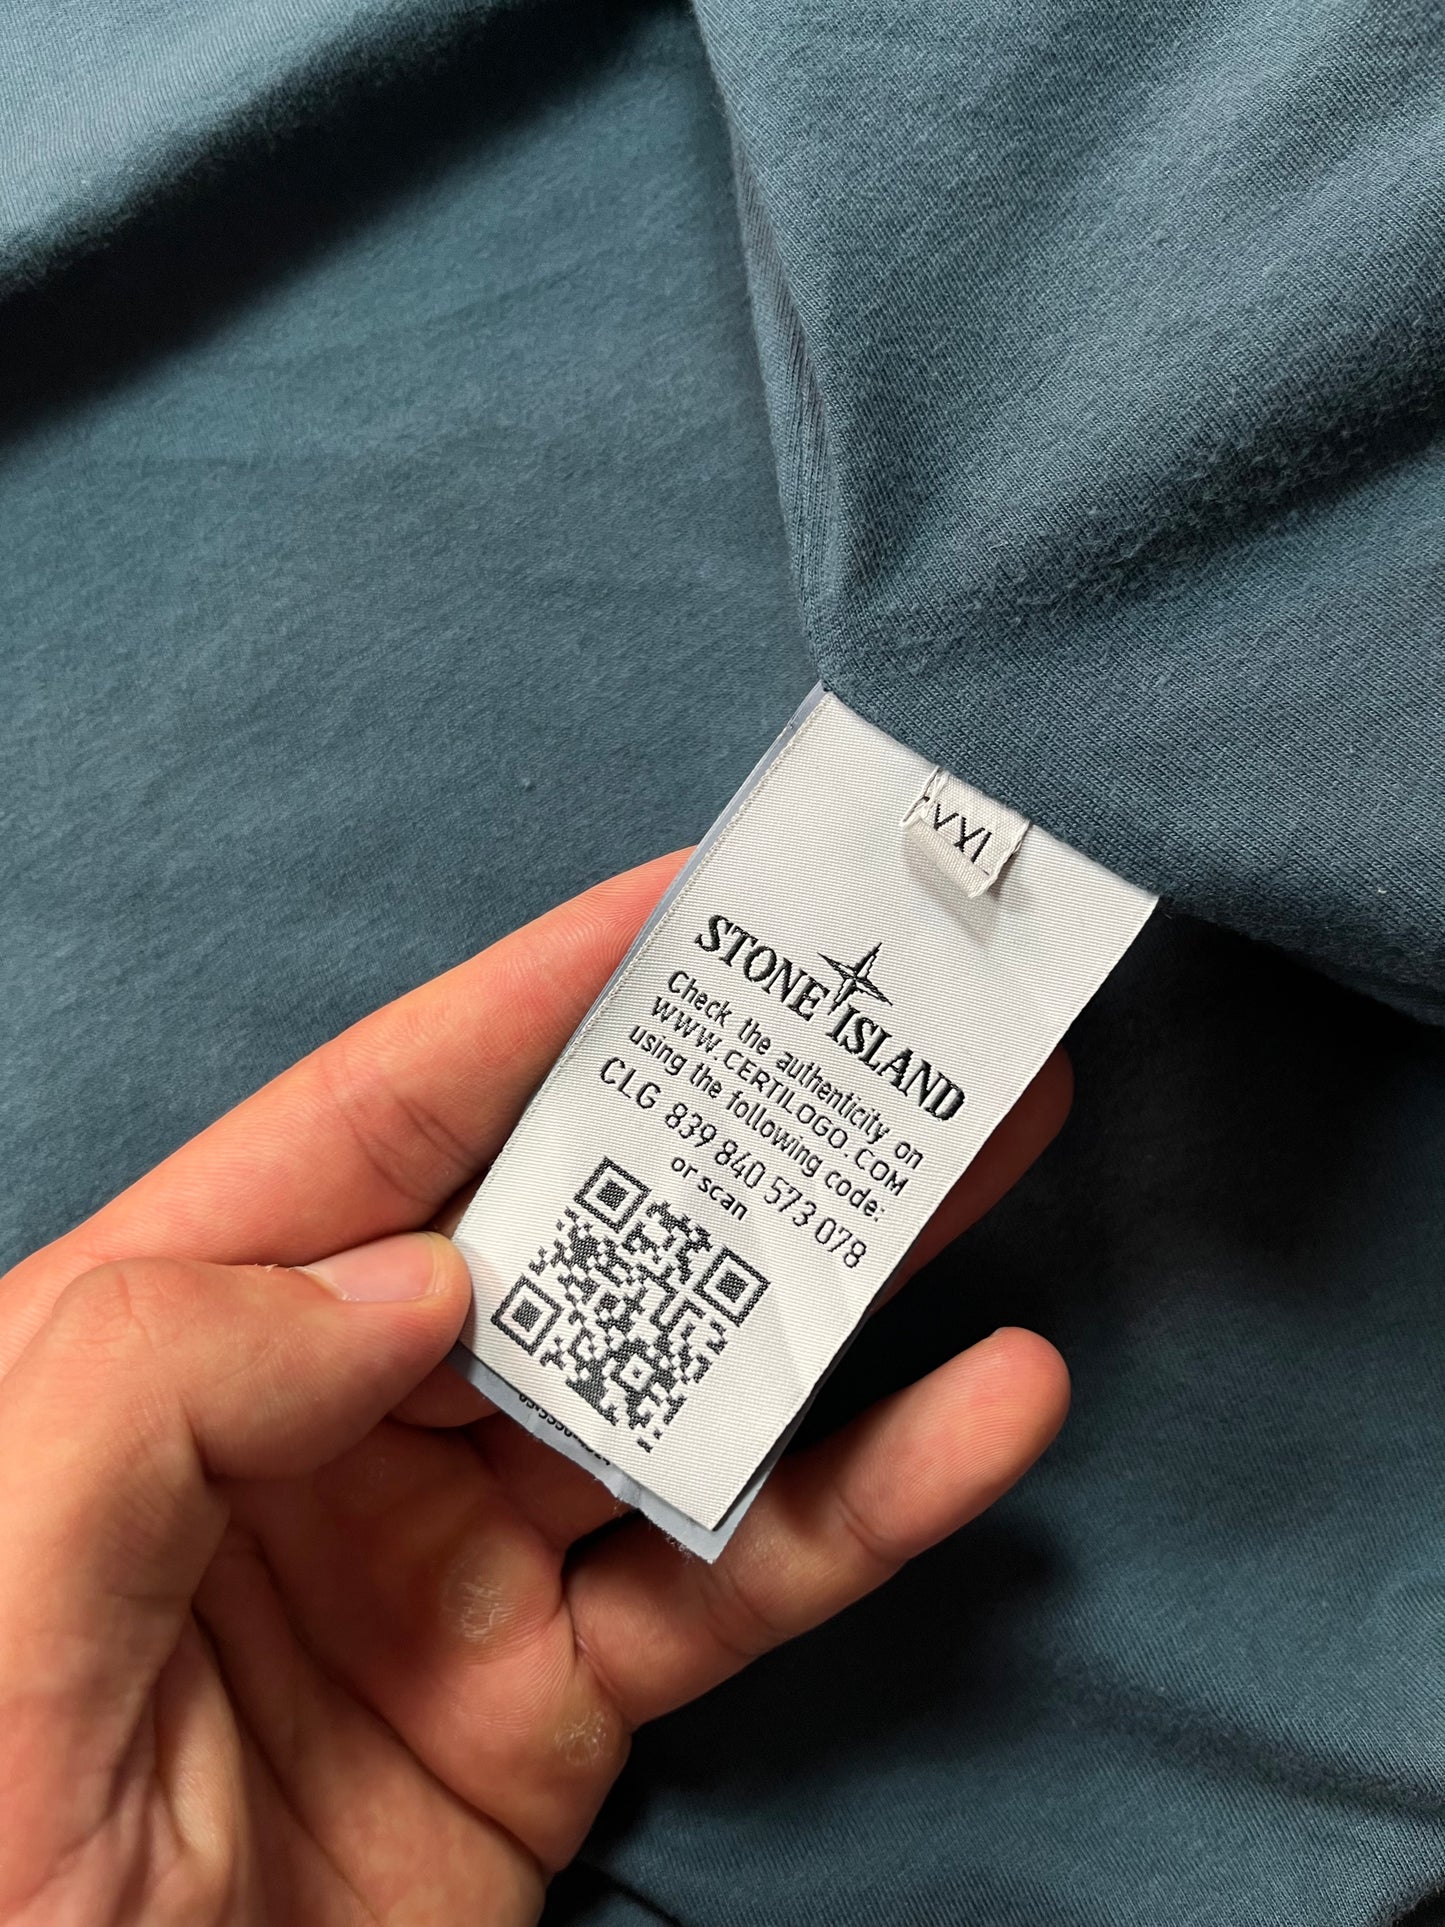 STONE ISLAND
Check the authenticity on
WWW.CERTILOGO.COM
using the following code:
CLG 839 840 573 078
or scan